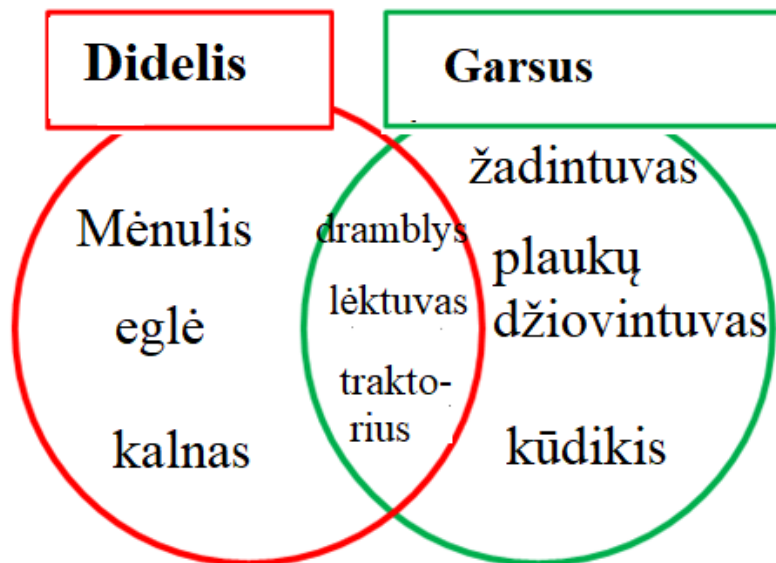 Didelis
Garsus
Mėnulis
eglė
kalnas
dramblys
lėktuvas
trakto-
rius
žadintuvas
plaukų
džiovintuvas
kūdikis